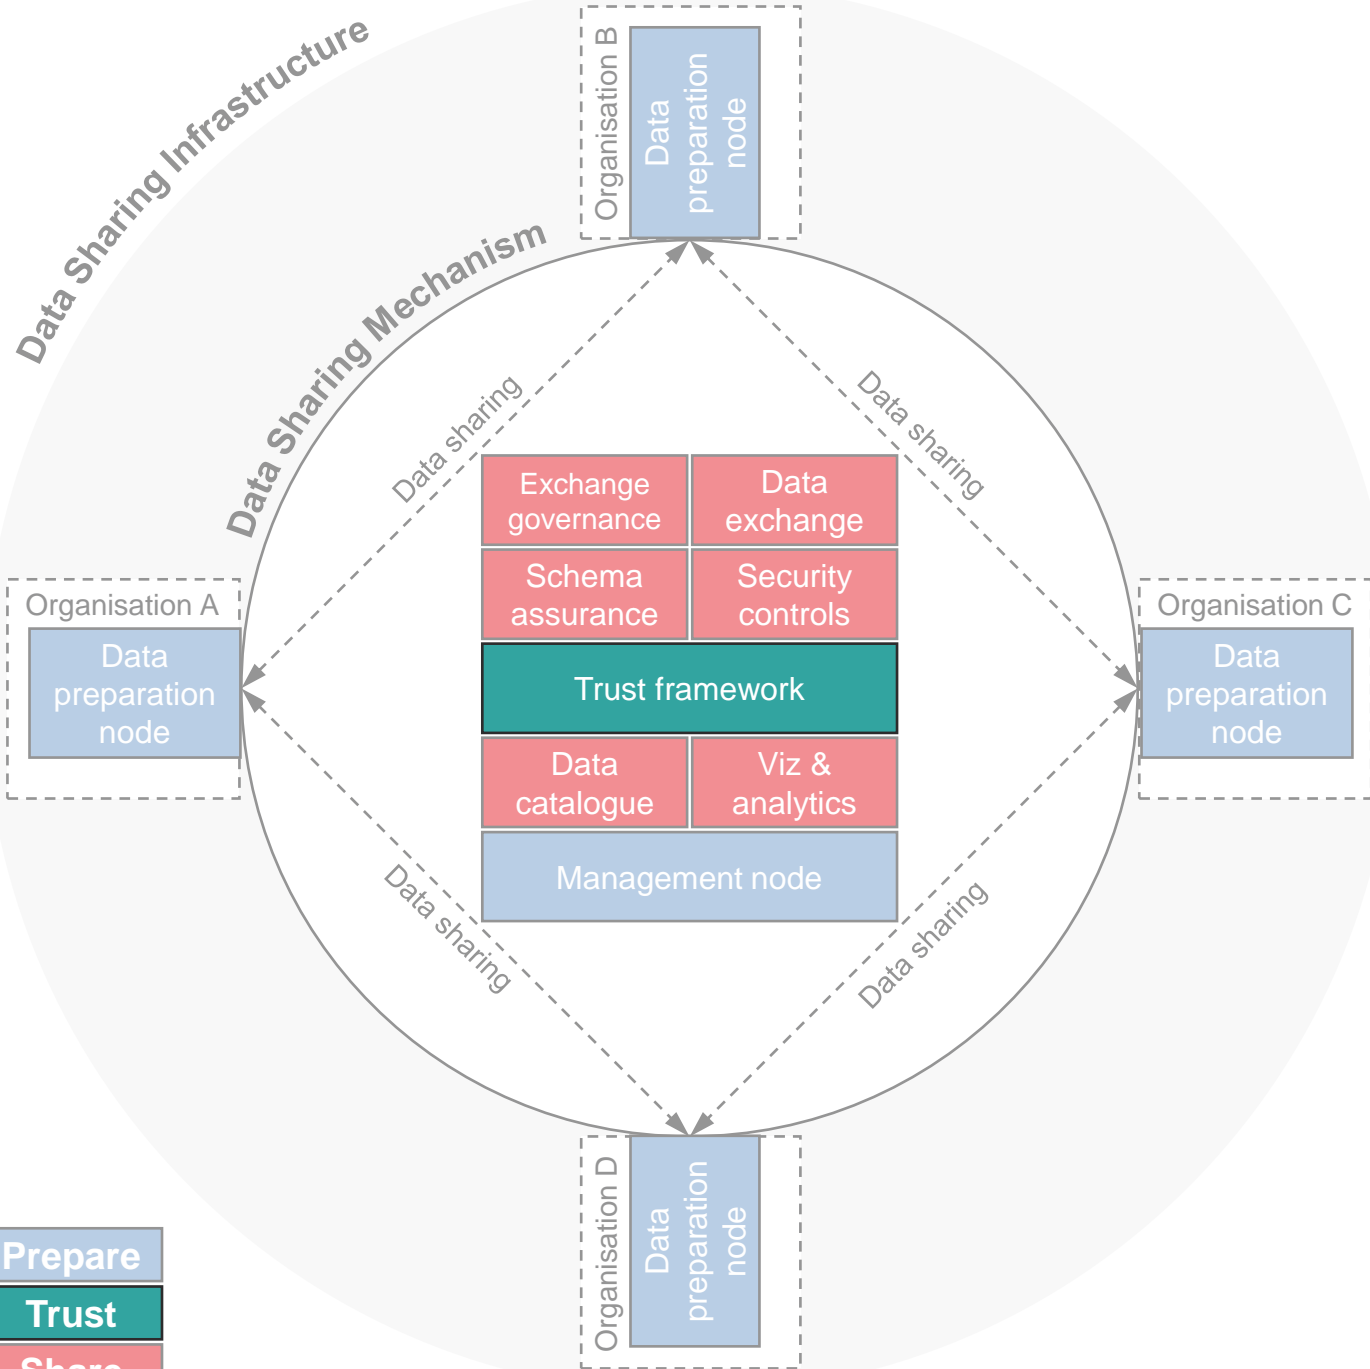 Data Sharing Infrastructure
Data Sharing Mechanism
Organisation B
Data
preparation
node
Data sharing
Data sharing
Exchange
governance
Data
exchange
Schema
assurance
Security
controls
Organisation A
Data
preparation
node
Trust framework
Organisation C
Data
preparation
node
Data
catalogue
Viz &
analytics
Management node
Data sharing
Data sharing
Organisation D
Data
preparation
node
Prepare
Trust
Share